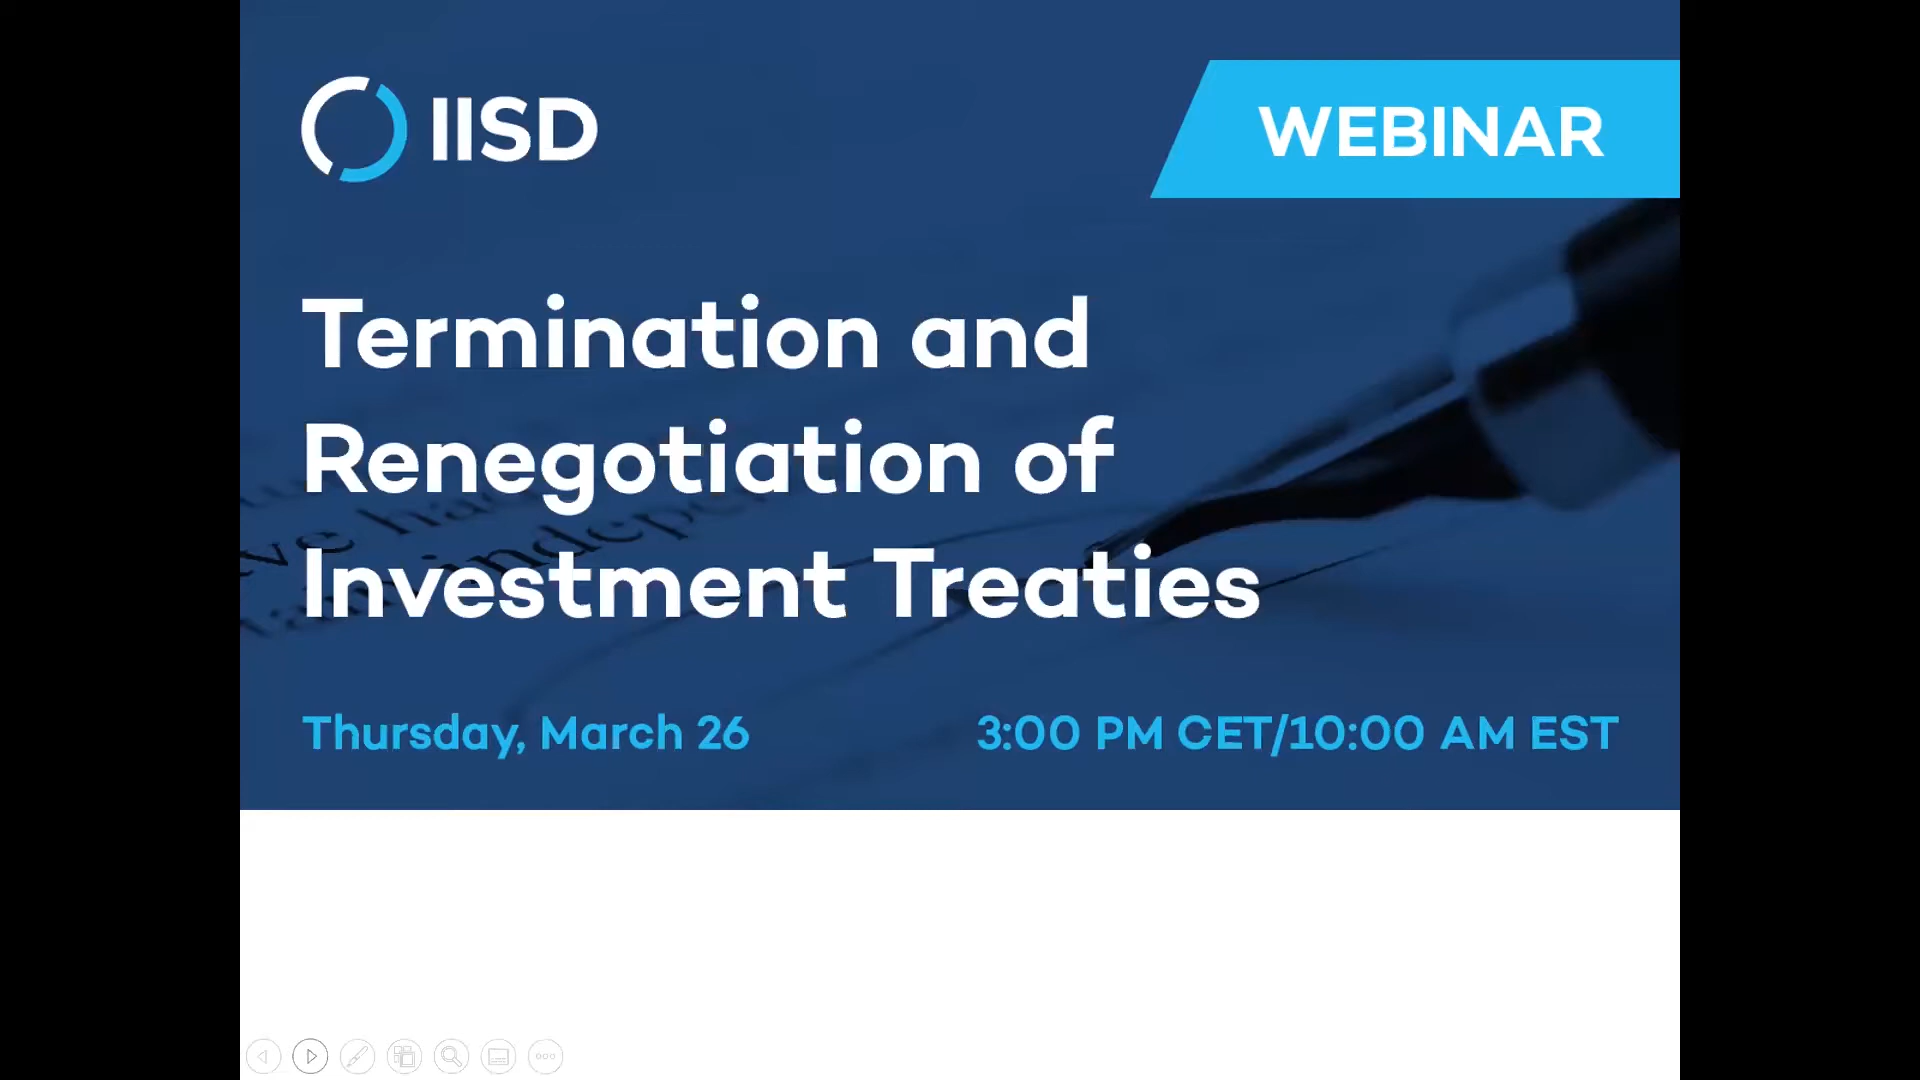 IISD
WEBINAR
Termination and
Renegotiation of
Investment Treaties
Thursday, March 26
3:00 PM CET/10:00 AM EST